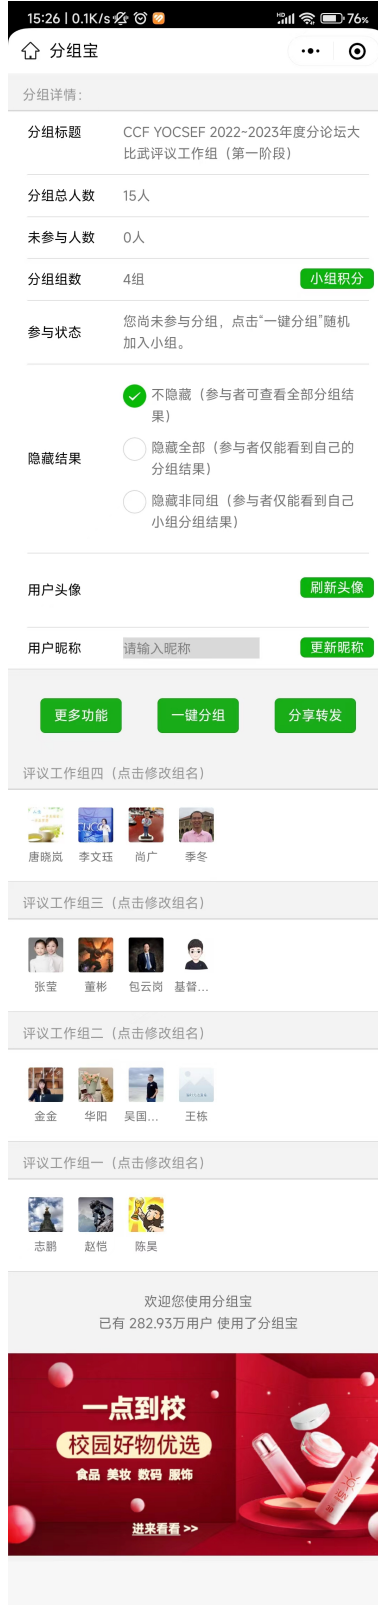 15:26 | 0.1K/s
76%
分组宝
分组详情:
分组标题
CCF YOCSEF 2022~2023年度分论坛大
比武评议工作组（第一阶段）
分组总人数
15人
未参与人数
0人
分组组数
4组
小组积分
参与状态
您尚未参与分组，点击“一键分组”随机
加入小组。
隐藏结果
不隐藏（参与者可查看全部分组结
果）
隐藏全部（参与者仅能看到自己的
分组结果）
隐藏非同组（参与者仅能看到自己
小组分组结果）
用户头像
刷新头像
用户昵称
请输入昵称
更新昵称
更多功能
一键分组
分享转发
评议工作组四（点击修改组名）
唐晓岚 李文珏 尚广 季冬
评议工作组三（点击修改组名）
张莹 董彬 包云岗 基督...
评议工作组二（点击修改组名）
金金 华阳 吴国... 王栋
评议工作组一（点击修改组名）
志鹏 赵恺 陈昊
欢迎您使用分组宝
已有 282.93万用户 使用了分组宝
一点到校
校园好物优选
食品 美妆 数码 服饰
进来看看 >>